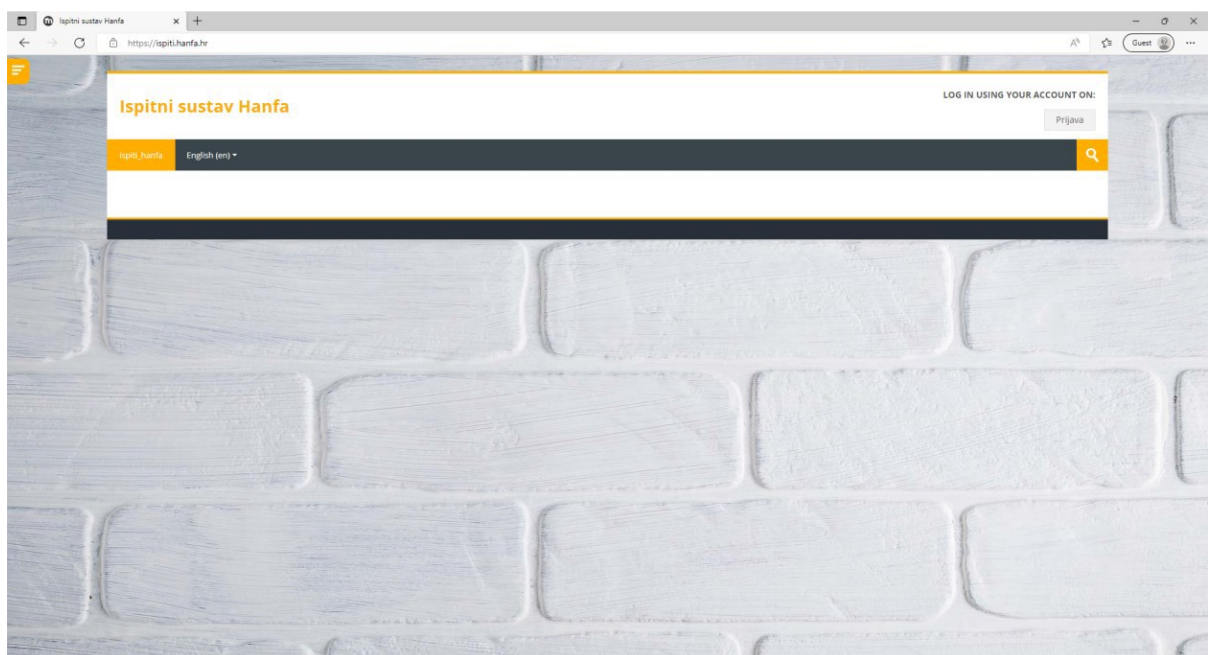 Ispitni sustav Hanfa
https://ispiti.hanfa.hr
Guest
Ispitni sustav Hanfa
LOG IN USING YOUR ACCOUNT ON:
Prijava
ispiti_hanfa
English (en)